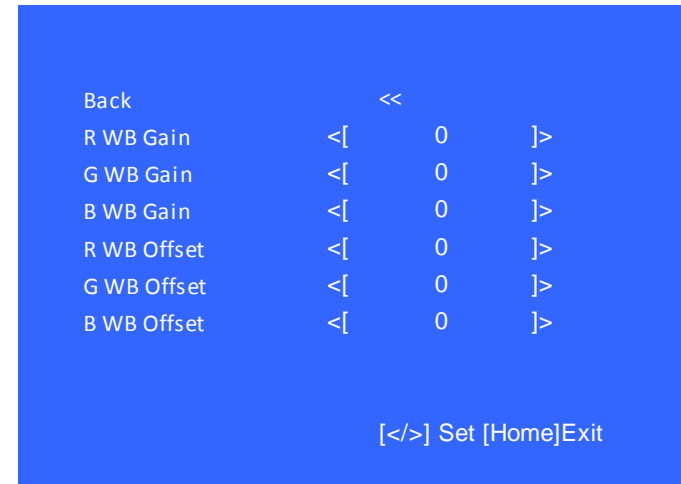 Back <<
R WB Gain <[ 0 ]>
G WB Gain <[ 0 ]>
B WB Gain <[ 0 ]>
R WB Offset <[ 0 ]>
G WB Offset <[ 0 ]>
B WB Offset <[ 0 ]>
[</>] Set [Home]Exit